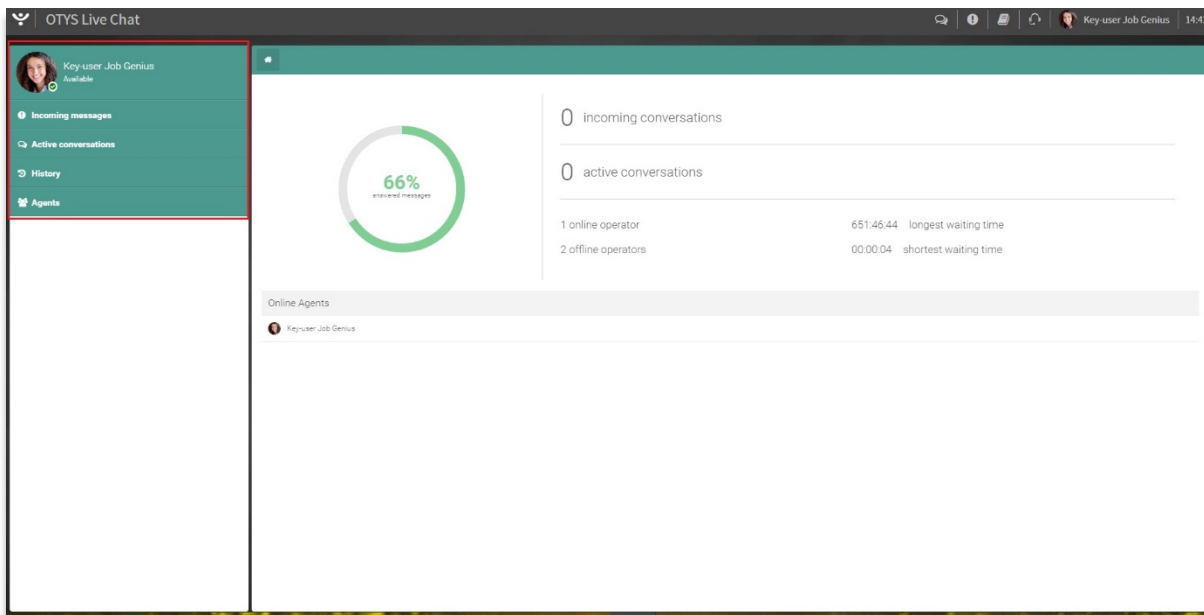 OTYS Live Chat
Key-user Job Genius
Key-user Job Genius
Available
Incoming messages
Active conversations
History
Agents
66%
answered messages
0 incoming conversations
0 active conversations
1 online operator
651:46:44 longest waiting time
2 offline operators
00:00:04 shortest waiting time
Online Agents
Key-user Job Genius